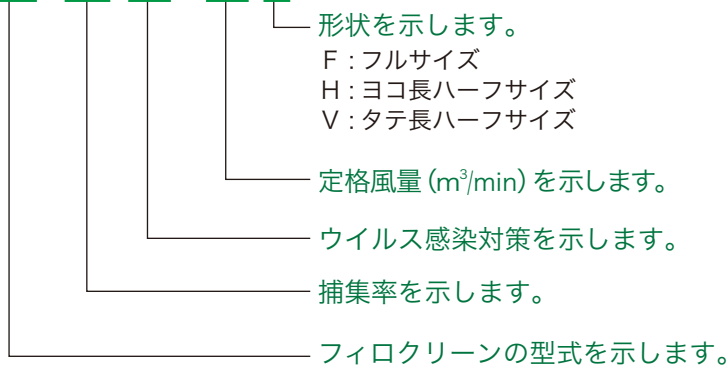 形状を示します。
F : フルサイズ
H : ヨコ長ハーフサイズ
V : タテ長ハーフサイズ
定格風量(m³/min)を示します。
ウイルス感染対策を示します。
捕集率を示します。
フィロクリーンの型式を示します。